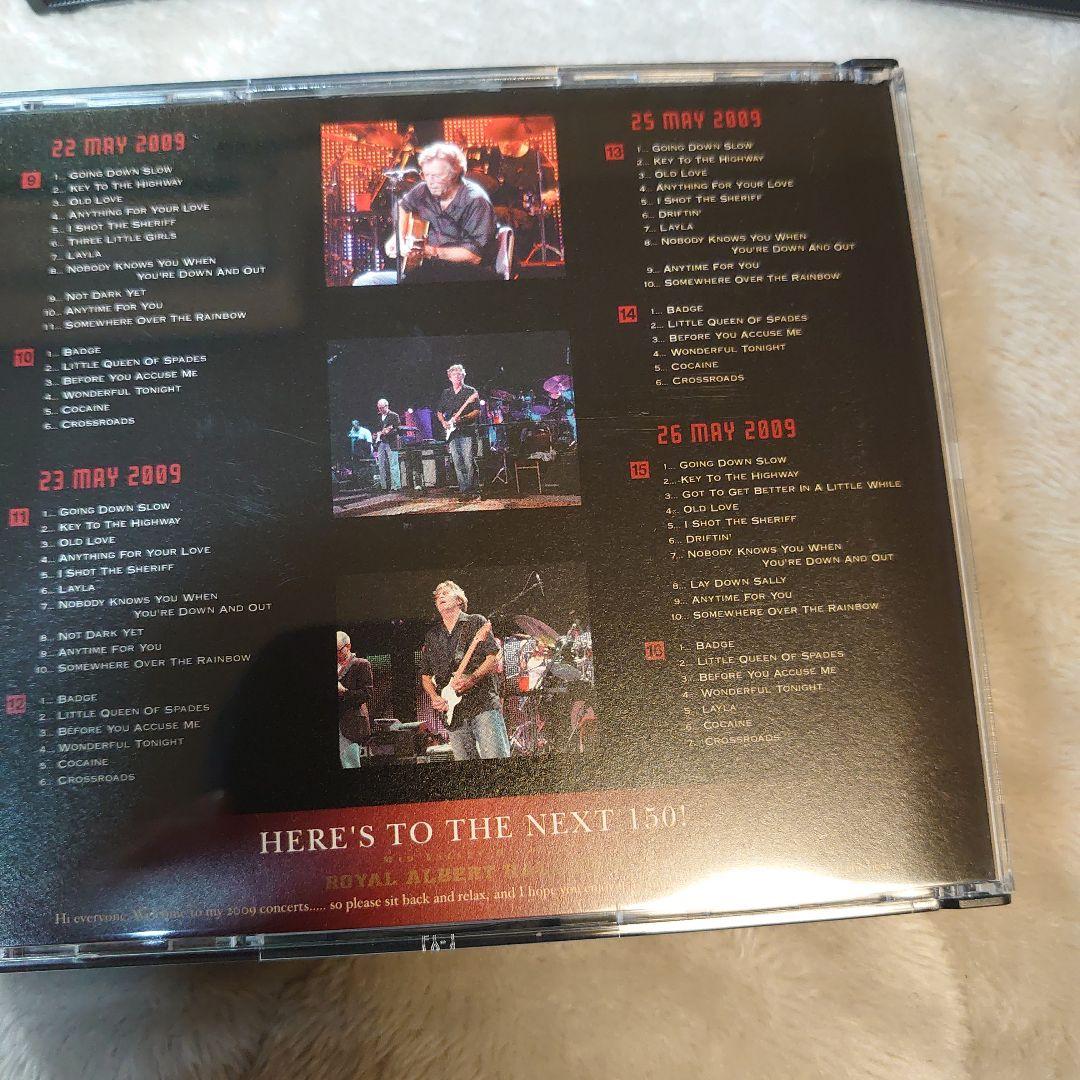 22 MAY 2009
9
1... GOING DOWN SLOW
2... KEY TO THE HIGHWAY
3... OLD LOVE
4... ANYTHING FOR YOUR LOVE
5... I SHOT THE SHERIFF
6... THREE LITTLE GIRLS
7... LAYLA
8... NOBODY KNOWS YOU WHEN
YOU'RE DOWN AND OUT
9... NOT DARK YET
10... ANYTIME FOR YOU
11... SOMEWHERE OVER THE RAINBOW
10
1... BADGE
2... LITTLE QUEEN OF SPADES
3... BEFORE YOU ACCUSE ME
4... WONDERFUL TONIGHT
5... COCAINE
6... CROSSROADS
23 MAY 2009
11
1... GOING DOWN SLOW
2... KEY TO THE HIGHWAY
3... OLD LOVE
4... ANYTHING FOR YOUR LOVE
5... I SHOT THE SHERIFF
6... LAYLA
7... NOBODY KNOWS YOU WHEN
YOU'RE DOWN AND OUT
8... NOT DARK YET
9... ANYTIME FOR YOU
10... SOMEWHERE OVER THE RAINBOW
12
1... BADGE
2... LITTLE QUEEN OF SPADES
3... BEFORE YOU ACCUSE ME
4... WONDERFUL TONIGHT
5... COCAINE
6... CROSSROADS
25 MAY 2009
13
1... GOING DOWN SLOW
2... KEY TO THE HIGHWAY
3... OLD LOVE
4... ANYTHING FOR YOUR LOVE
5... I SHOT THE SHERIFF
6... DRIFTIN'
7... LAYLA
8... NOBODY KNOWS YOU WHEN
YOU'RE DOWN AND OUT
9... ANYTIME FOR YOU
10... SOMEWHERE OVER THE RAINBOW
14
1... BADGE
2... LITTLE QUEEN OF SPADES
3... BEFORE YOU ACCUSE ME
4... WONDERFUL TONIGHT
5... COCAINE
6... CROSSROADS
26 MAY 2009
15
1... GOING DOWN SLOW
2... KEY TO THE HIGHWAY
3... GOT TO GET BETTER IN A LITTLE WHILE
4... OLD LOVE
5... I SHOT THE SHERIFF
6... DRIFTIN'
7... NOBODY KNOWS YOU WHEN
YOU'RE DOWN AND OUT
8... LAY DOWN SALLY
9... ANYTIME FOR YOU
10... SOMEWHERE OVER THE RAINBOW
16
1... BADGE
2... LITTLE QUEEN OF SPADES
3... BEFORE YOU ACCUSE ME
4... WONDERFUL TONIGHT
5... LAYLA
6... COCAINE
7... CROSSROADS
HERE'S TO THE NEXT 150!
ROYAL ALBERT
Hi everyone, Welcome to my 2009 concerts..... so please sit back and relax, and I hope you enjoy